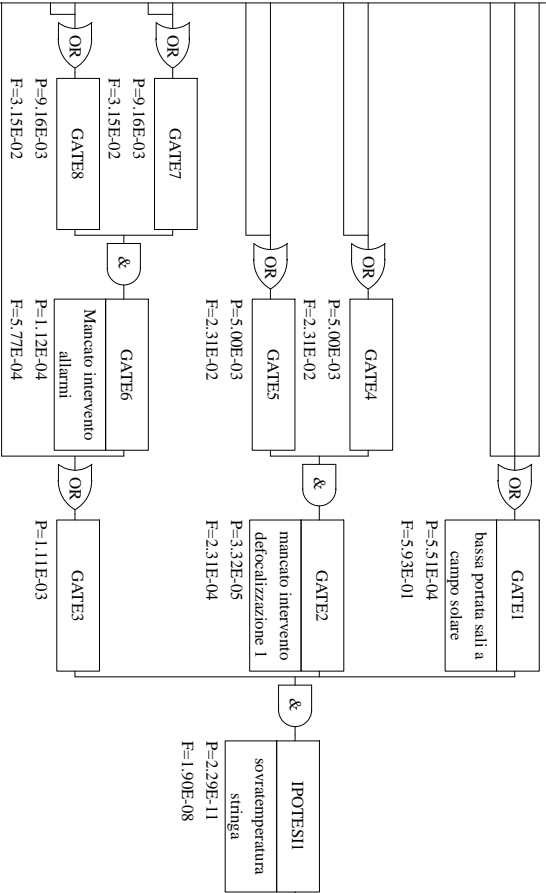 IPOTESI1
sovratemperatura
stringa
P=2.29E-11
F=1.90E-08
&
GATE1
bassa portata sali a
campo solare
P=5.51E-04
F=5.93E-01
OR
GATE2
mancato intervento
defocalizzazione 1
P=3.32E-05
F=2.31E-04
&
GATE3
P=1.11E-03
OR
GATE4
P=5.00E-03
F=2.31E-02
OR
GATE5
P=5.00E-03
F=2.31E-02
OR
GATE6
Mancato intervento
allarmi
P=1.12E-04
F=5.77E-04
&
GATE7
P=9.16E-03
F=3.15E-02
OR
GATE8
P=9.16E-03
F=3.15E-02
OR